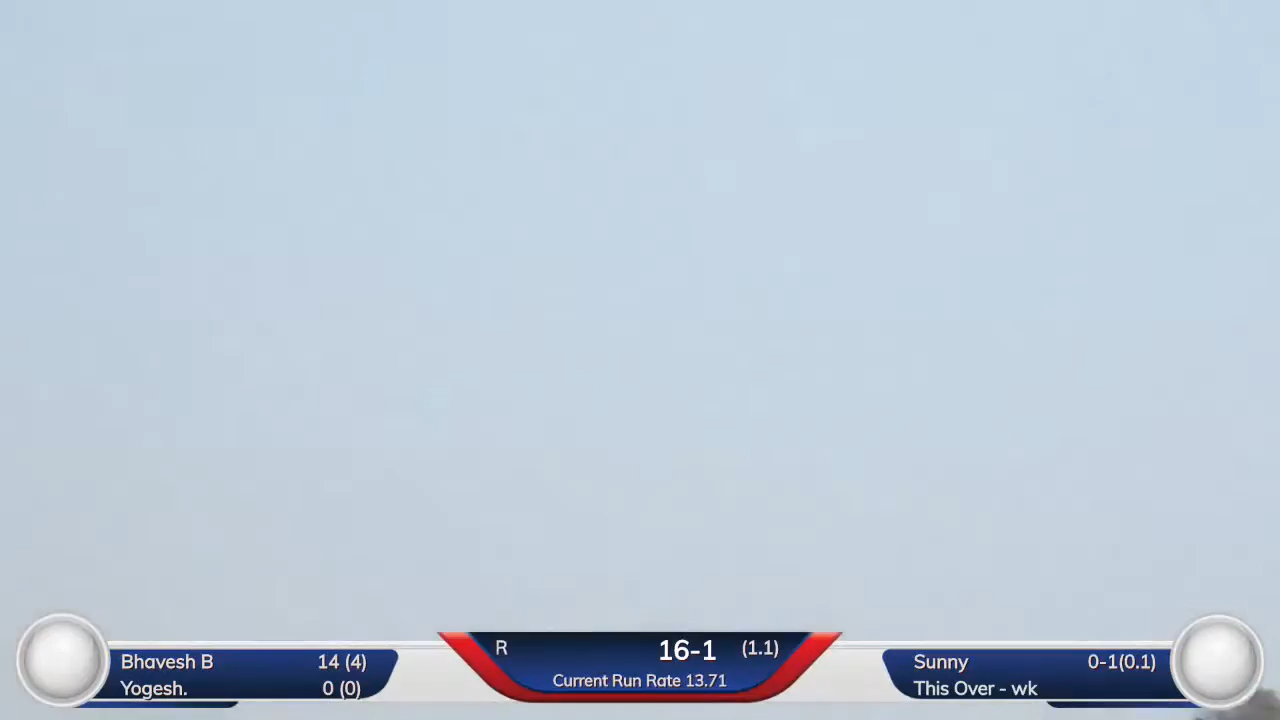 Bhavesh B 14 (4)
Yogesh. 0 (0)
R 16-1 (1.1)
Current Run Rate 13.71
Sunny 0-1(0.1)
This Over - wk